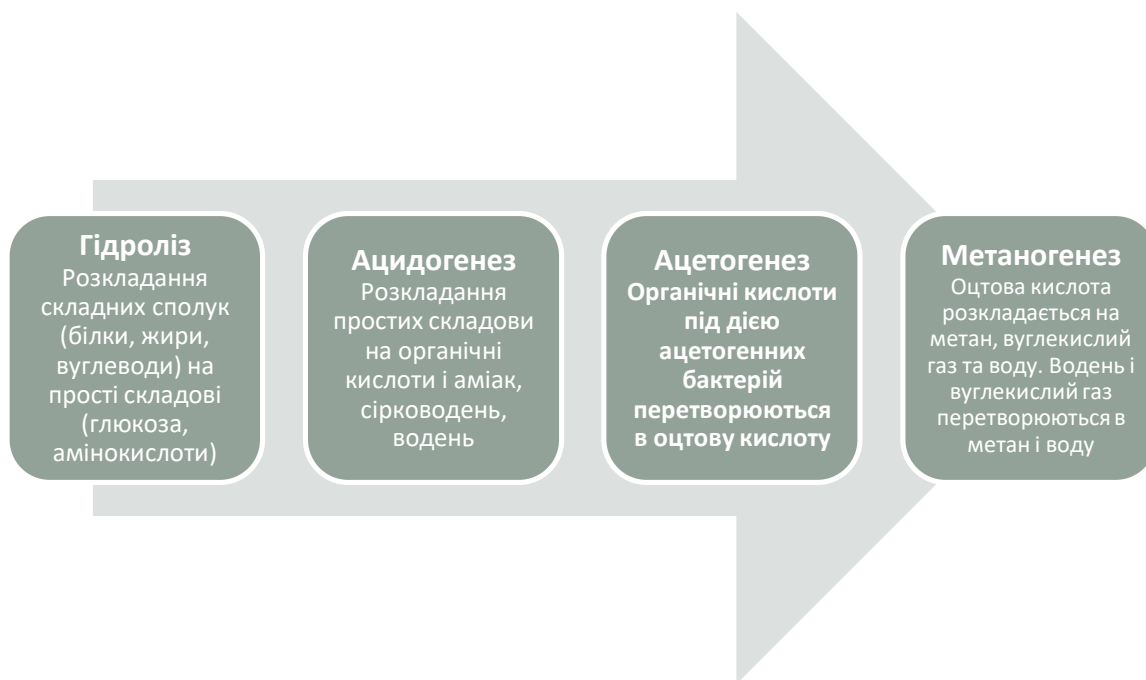 Гідроліз
Розкладання
складних сполук
(білки, жири,
вуглеводи) на
прості складові
(глюкоза,
амінокислоти)
Ацидогенез
Розкладання
простих складови
на органічні
кислоти і аміак,
сірководень,
водень
Ацетогенез
Органічні кислоти
під дією
ацетогенних
бактерій
перетворюються
в оцтову кислоту
Метаногенез
Оцтова кислота
розкладається на
метан, вуглекислий
газ та воду. Водень і
вуглекислий газ
перетворюються в
метан і воду